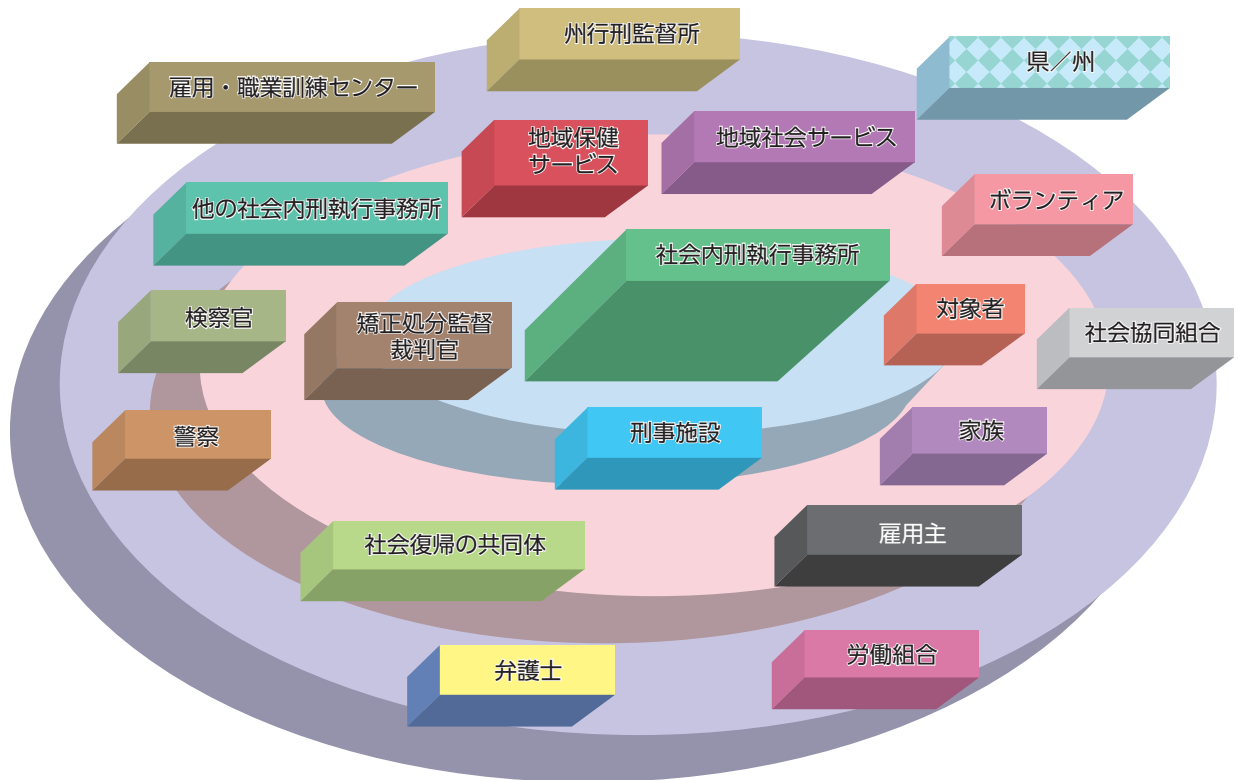 州行刑監督所
県／州
雇用・職業訓練センター
地域保健
サービス
地域社会サービス
他の社会内刑執行事務所
ボランティア
社会内刑執行事務所
検察官
矯正処分監督
裁判官
対象者
社会協同組合
警察
刑事施設
家族
社会復帰の共同体
雇用主
弁護士
労働組合